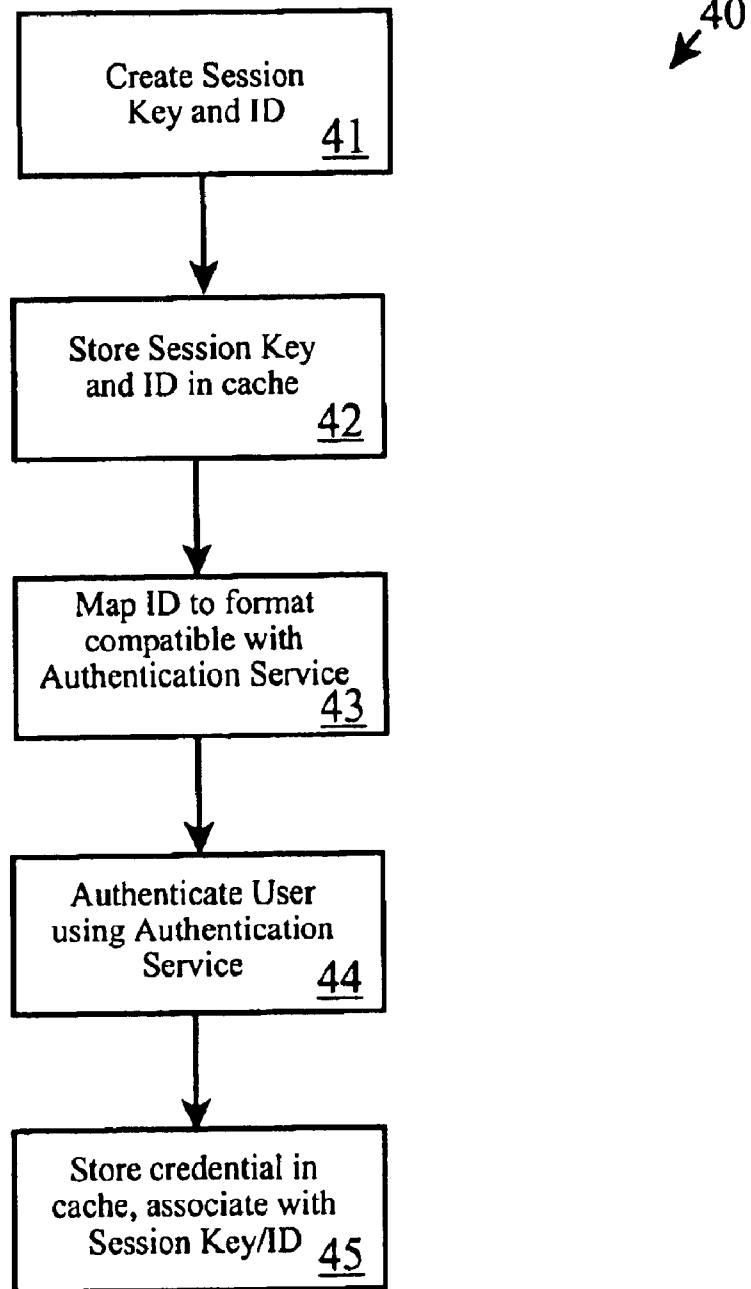 40
Create Session
Key and ID
41
Store Session Key
and ID in cache
42
Map ID to format
compatible with
Authentication Service
43
Authenticate User
using Authentication
Service
44
Store credential in
cache, associate with
Session Key/ID
45